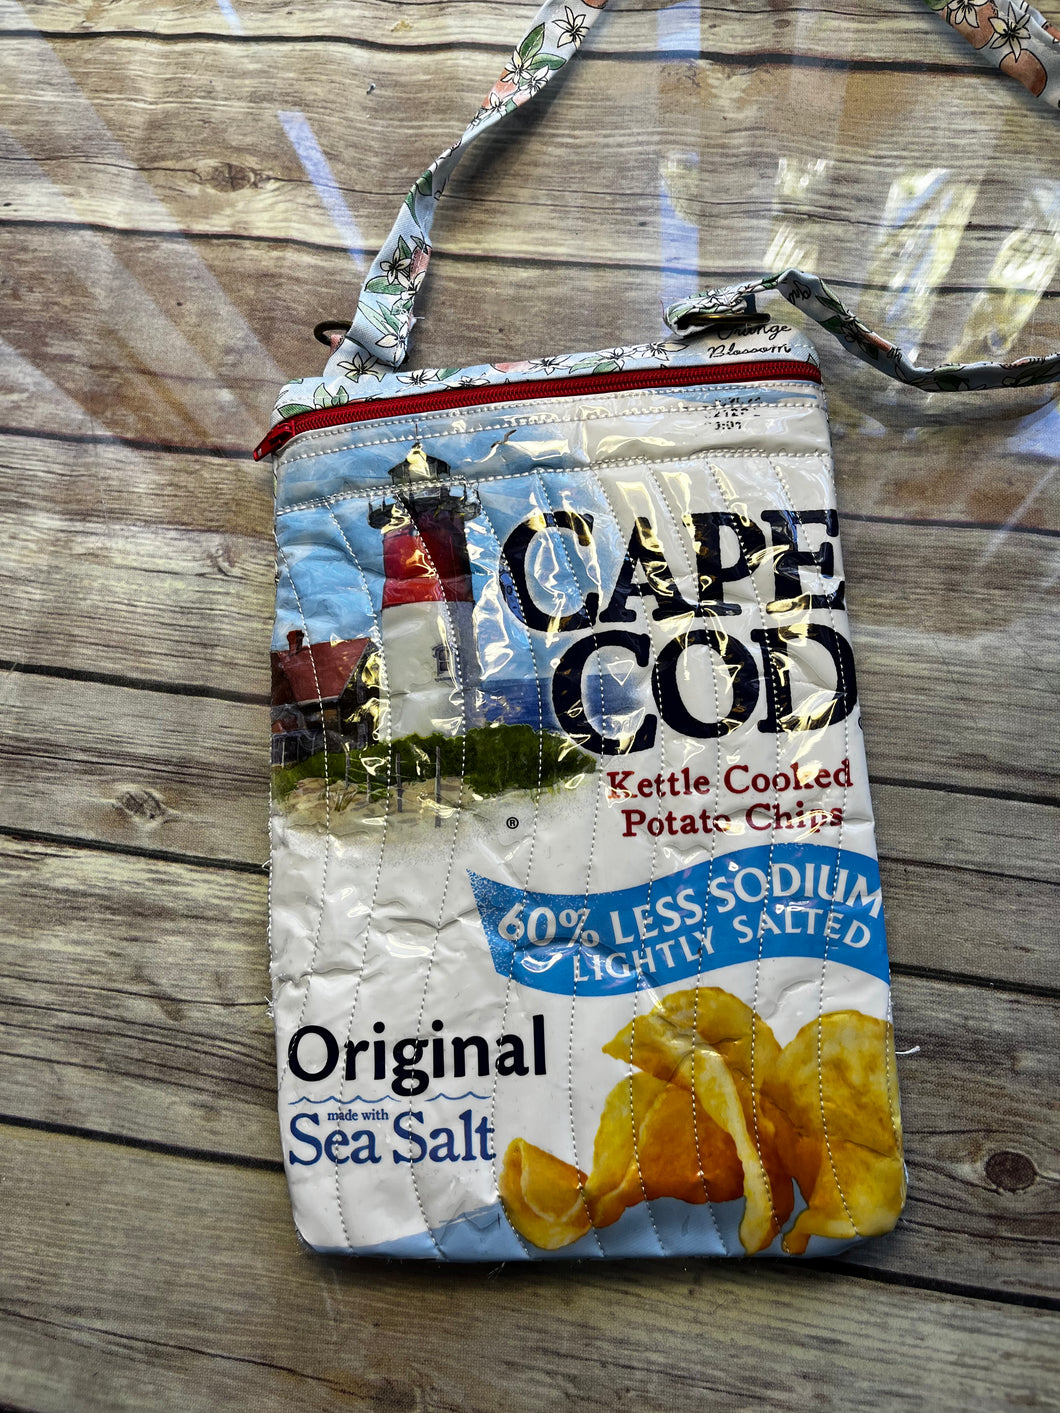 Orange
Blossom
CAPE
COD
Kettle Cooked
Potato Chips
®
60% LESS SODIUM
LIGHTLY SALTED
Original
made with
Sea Salt